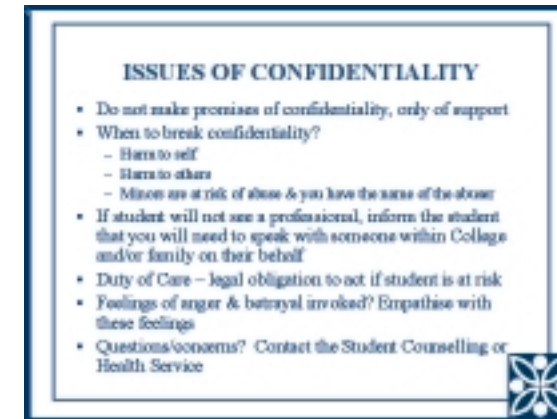 ISSUES OF CONFIDENTIALITY
• Do not make promises of confidentiality, only of support
• When to break confidentiality?
– Harm to self
– Harm to others
– Minors are at risk of abuse & you have the name of the abuser
• If student will not see a professional, inform the student
that you will need to speak with someone within College
and/or family on their behalf
• Duty of Care – legal obligation to act if student is at risk
• Feelings of anger & betrayal invoked? Empathise with
these feelings
• Questions/concerns? Contact the Student Counselling or
Health Service